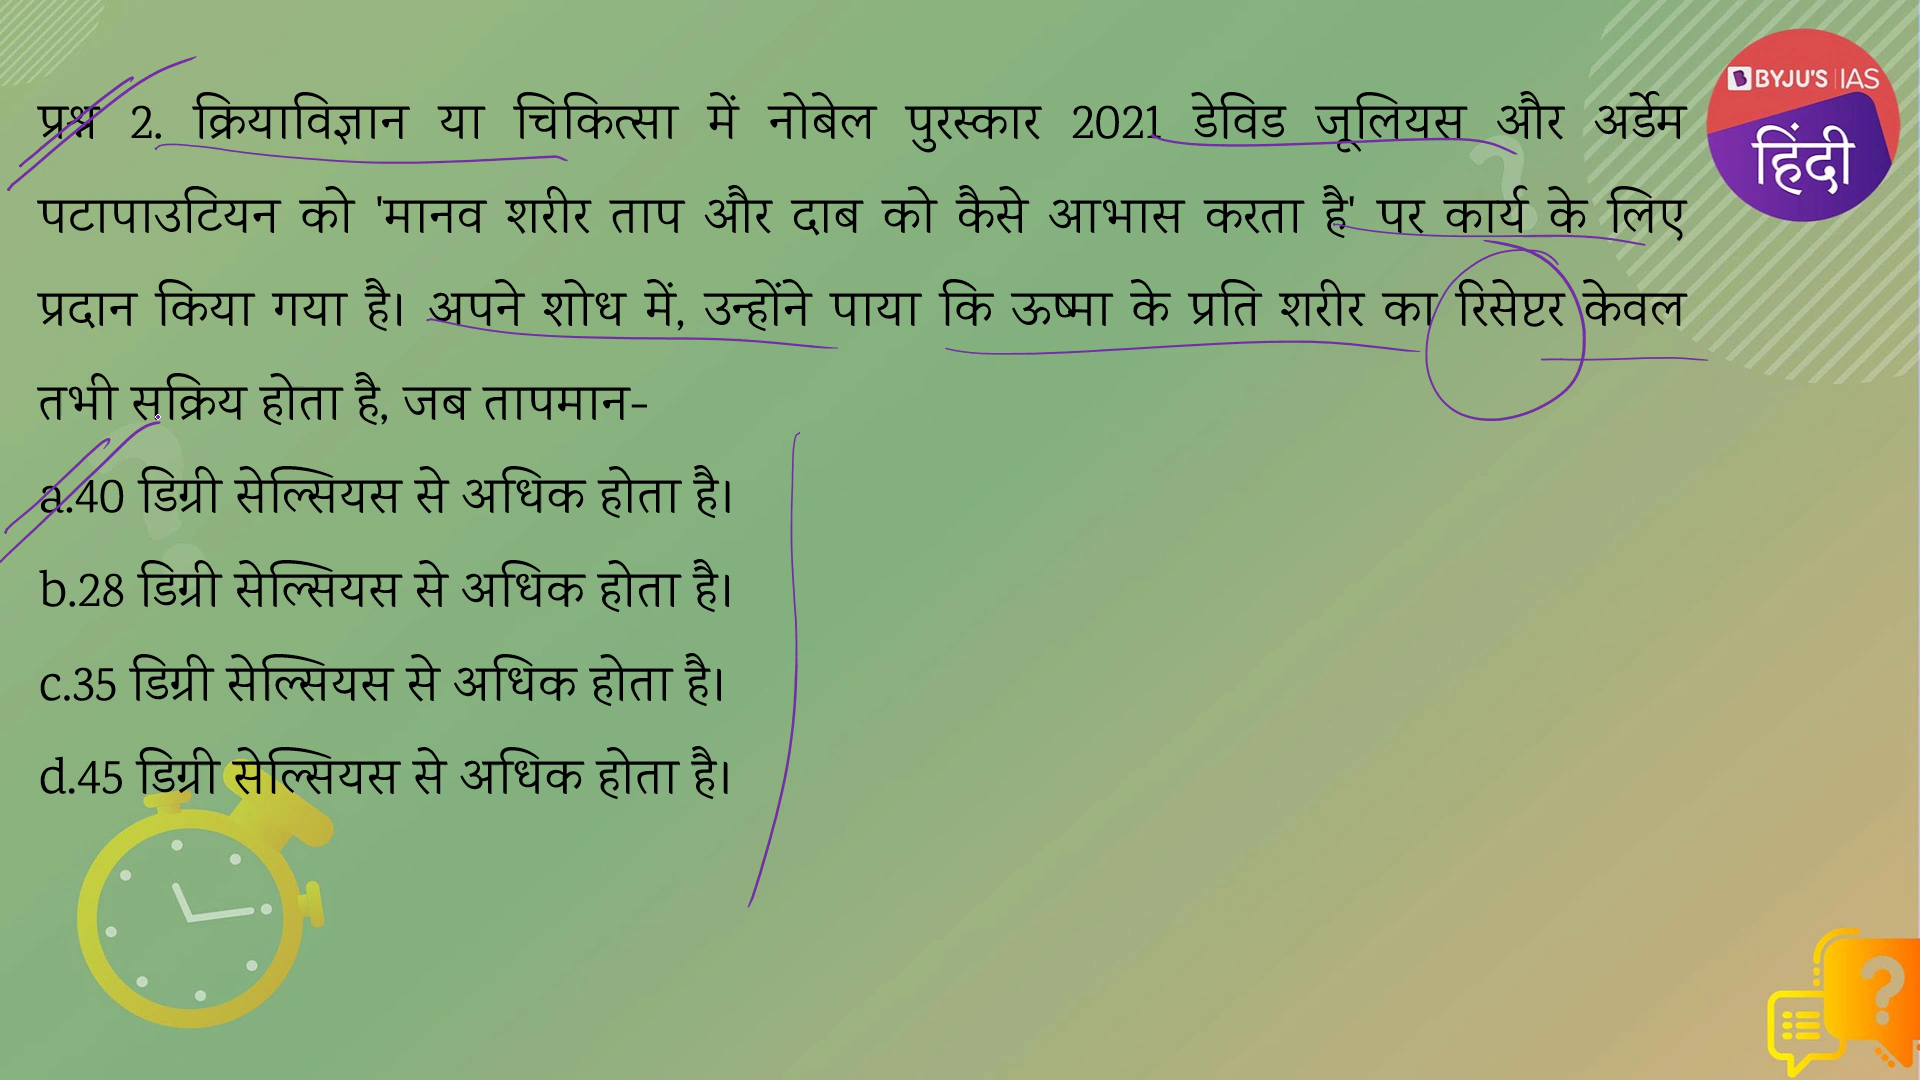 प्रश्न 2. क्रियाविज्ञान या चिकित्सा में नोबेल पुरस्कार 2021 डेविड जूलियस और अर्डेम
पटापाउटियन को 'मानव शरीर ताप और दाब को कैसे आभास करता है' पर कार्य के लिए
प्रदान किया गया है। अपने शोध में, उन्होंने पाया कि ऊष्मा के प्रति शरीर का रिसेप्टर केवल
तभी सक्रिय होता है, जब तापमान-
a.40 डिग्री सेल्सियस से अधिक होता है।
b.28 डिग्री सेल्सियस से अधिक होता है।
c.35 डिग्री सेल्सियस से अधिक होता है।
d.45 डिग्री सेल्सियस से अधिक होता है।
BYJU'S IAS
हिंदी